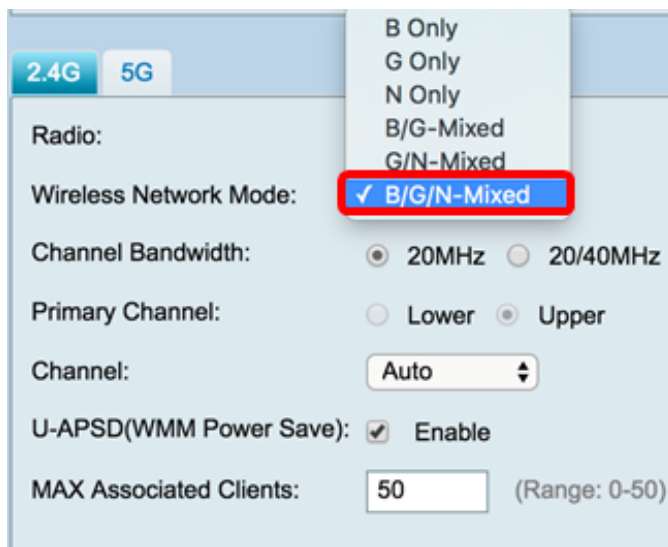 B Only
G Only
N Only
B/G-Mixed
G/N-Mixed
✓ B/G/N-Mixed
2.4G 5G
Radio:
Wireless Network Mode:
Channel Bandwidth: 20MHz 20/40MHz
Primary Channel: Lower Upper
Channel: Auto
U-APSD(WMM Power Save): Enable
MAX Associated Clients: 50 (Range: 0-50)